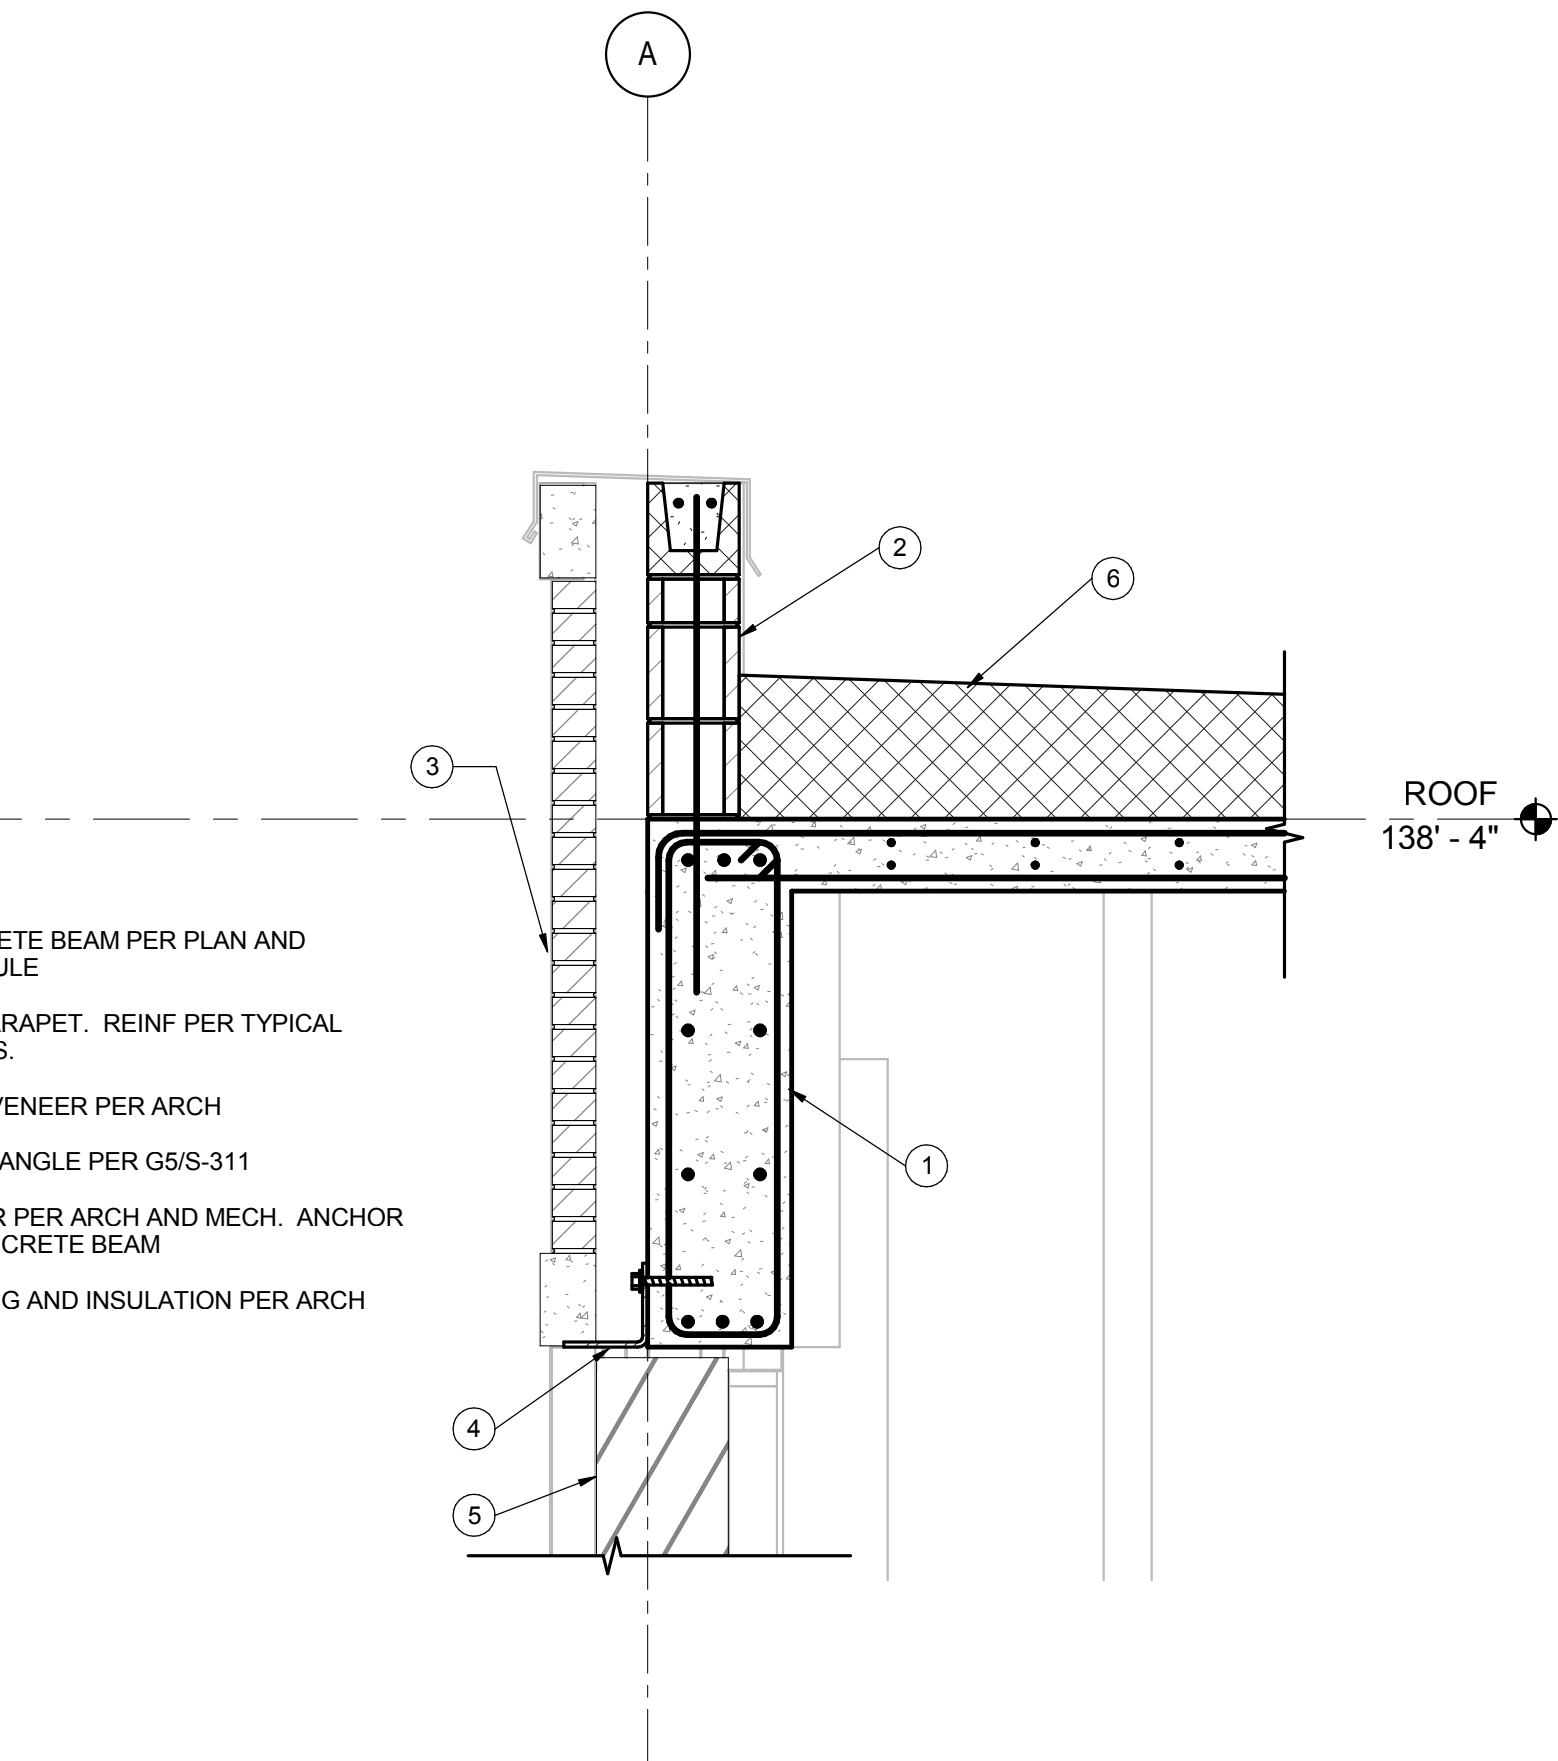 A
2
6
3
ROOF
138' - 4"
ETE BEAM PER PLAN AND
ULE
ARAPET. REINF PER TYPICAL
S.
VENEER PER ARCH
ANGLE PER G5/S-311
R PER ARCH AND MECH. ANCHOR
CRETE BEAM
G AND INSULATION PER ARCH
1
4
5